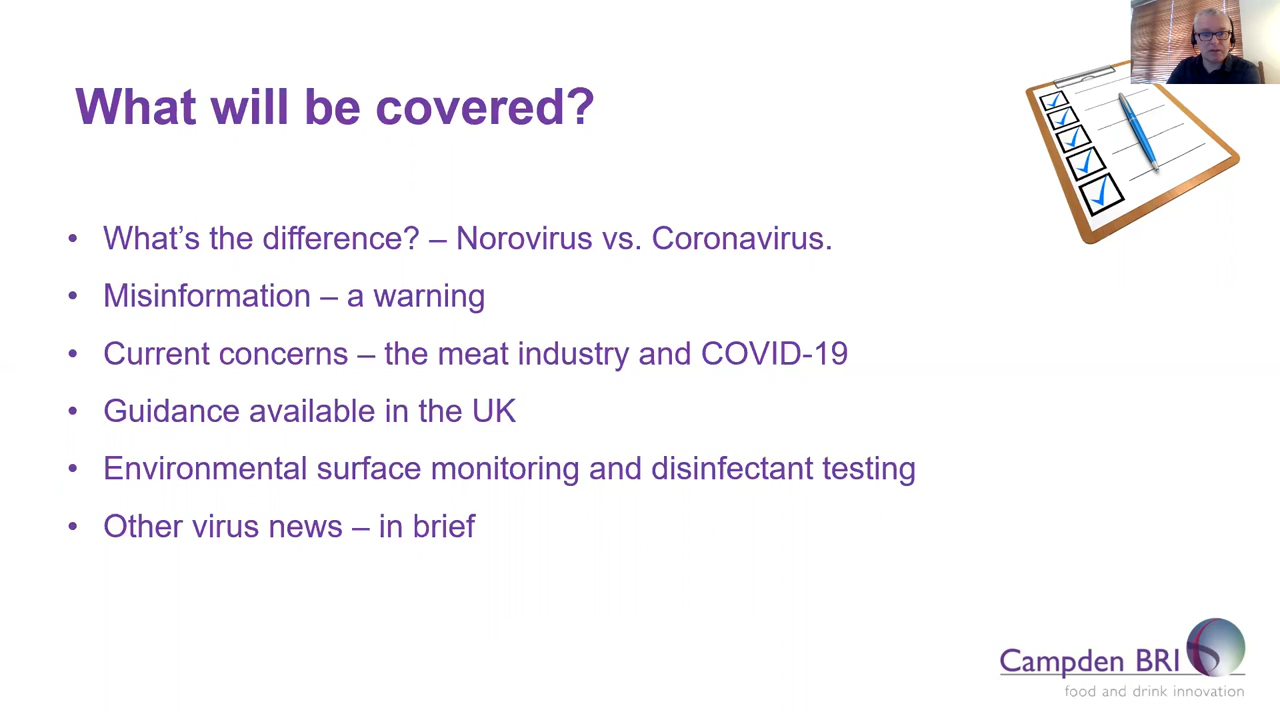 What will be covered?
• What’s the difference? – Norovirus vs. Coronavirus.
• Misinformation – a warning
• Current concerns – the meat industry and COVID-19
• Guidance available in the UK
• Environmental surface monitoring and disinfectant testing
• Other virus news – in brief
Campden BRI
food and drink innovation